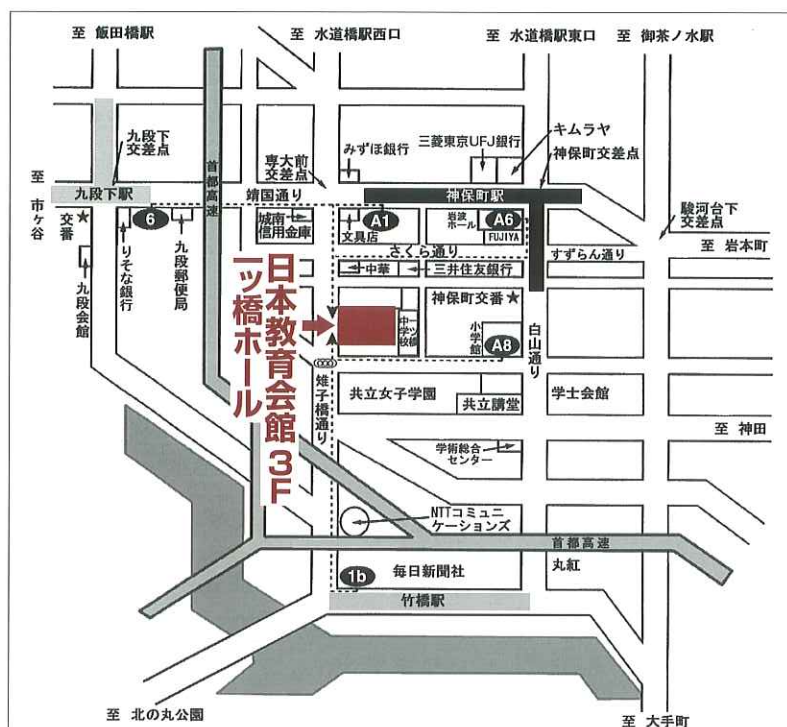 至 飯田橋駅
至 水道橋駅西口
至 水道橋駅東口
至 御茶ノ水駅
九段下
交差点
首都高速
みずほ銀行
三菱東京UFJ銀行
キムラヤ
神保町交差点
専大前
交差点
至 市ヶ谷
九段下駅
靖国通り
神保町駅
駿河台下
交差点
交番
6
城南
信用金庫
A1
文具店
岩波
ホール
A6
FUJIYA
さくら通り
すずらん通り
至 岩本町
りそな銀行
九段郵便局
九段会館
中華
三井住友銀行
日本教育会館 3F
一ッ橋ホール
一ツ橋
中学校
神保町交番
小学館
A8
白山通り
雉子橋通り
共立女子学園
共立講堂
学士会館
至 神田
学術総合
センター
NTTコミュニ
ケーションズ
首都高速
1b
毎日新聞社
丸紅
竹橋駅
至 北の丸公園
至 大手町